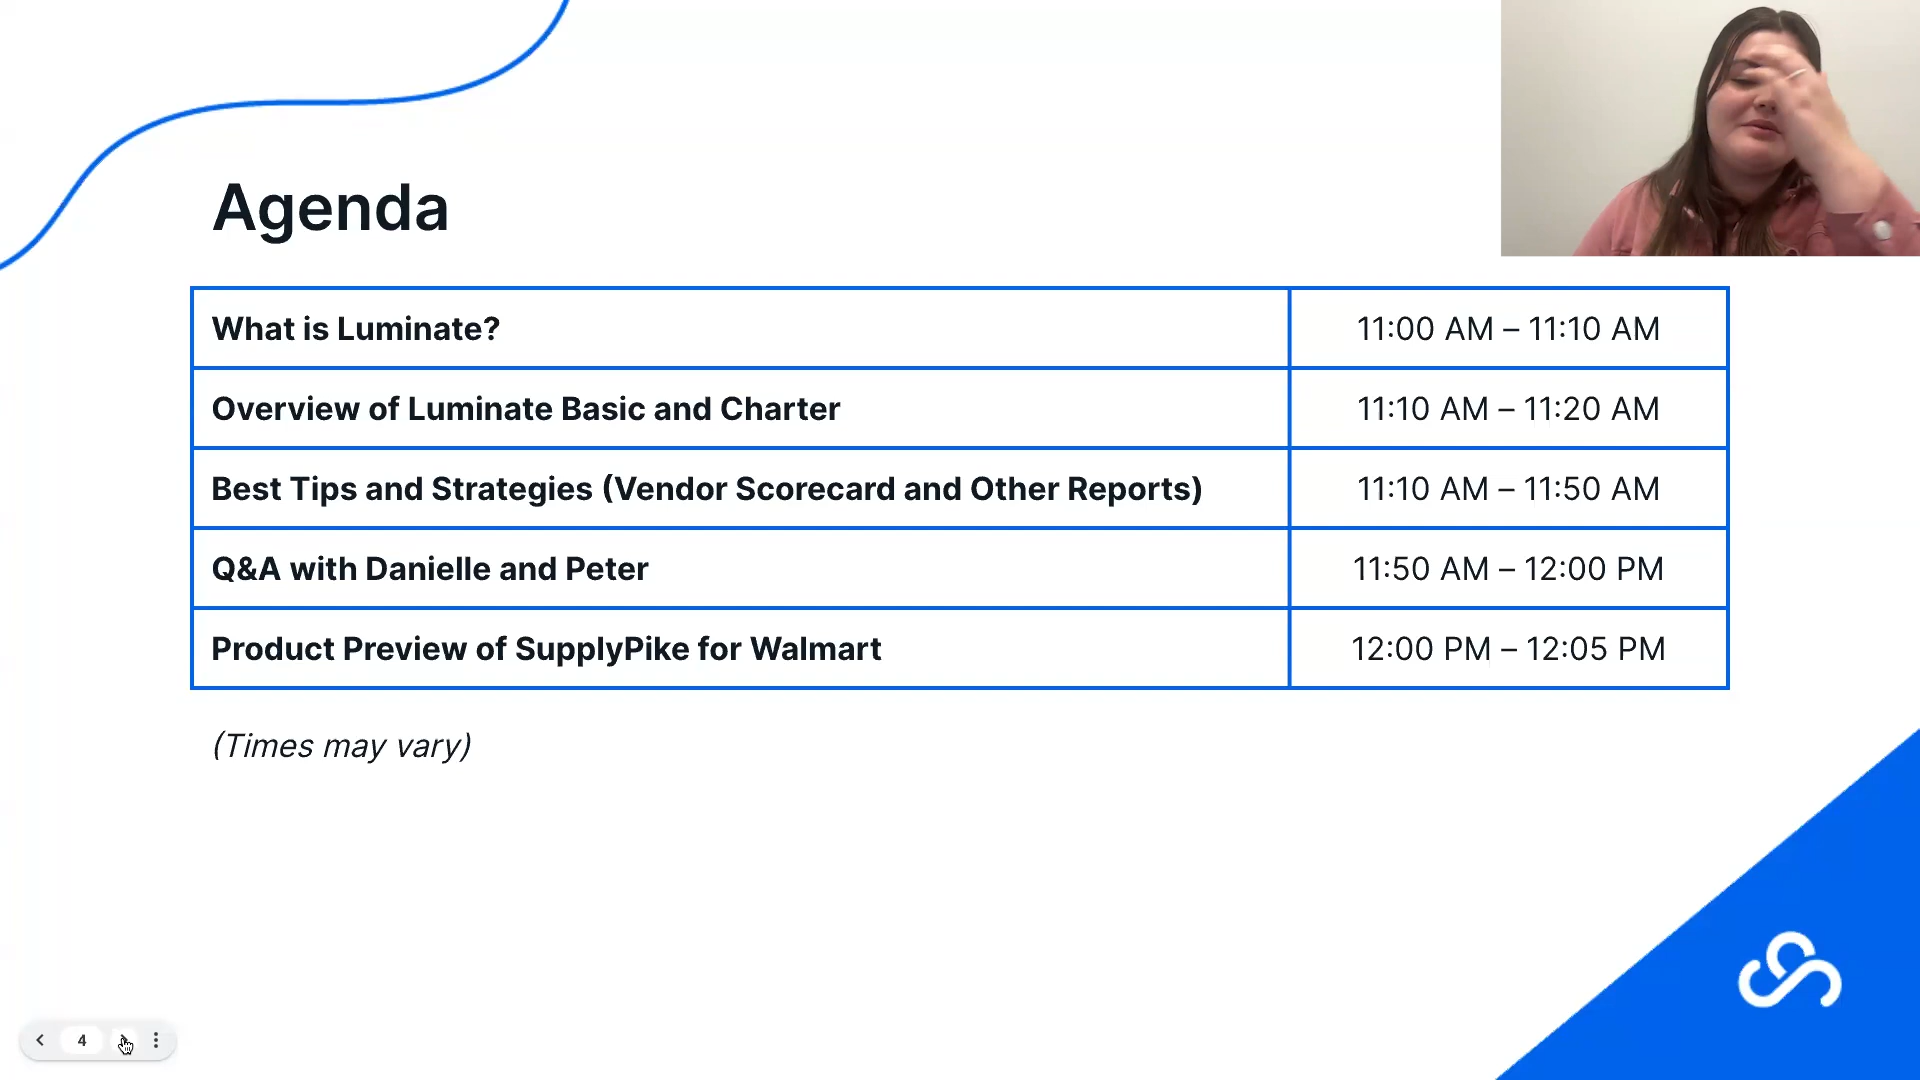 Agenda
What is Luminate? 11:00 AM – 11:10 AM
Overview of Luminate Basic and Charter 11:10 AM – 11:20 AM
Best Tips and Strategies (Vendor Scorecard and Other Reports) 11:10 AM – 11:50 AM
Q&A with Danielle and Peter 11:50 AM – 12:00 PM
Product Preview of SupplyPike for Walmart 12:00 PM – 12:05 PM
(Times may vary)
4